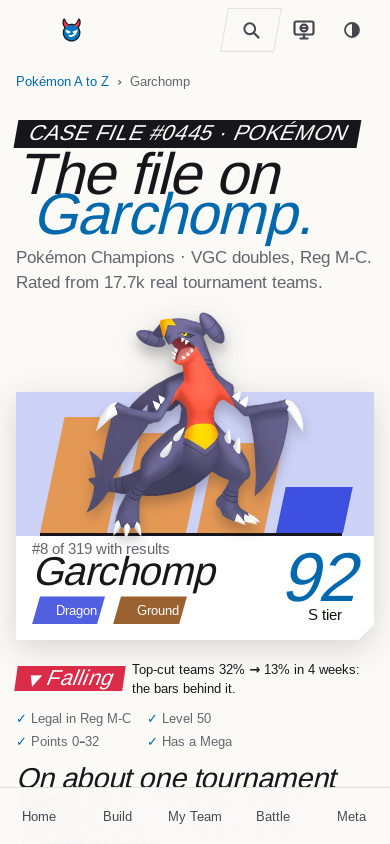 Pokémon A to Z › Garchomp
CASE FILE #0445 · POKÉMON
The file on
Garchomp.
Pokémon Champions · VGC doubles, Reg M-C.
Rated from 17.7k real tournament teams.
#8 of 319 with results
Garchomp
92
S tier
Dragon Ground
▼ Falling
Top-cut teams 32% → 13% in 4 weeks:
the bars behind it.
✓ Legal in Reg M-C ✓ Level 50
✓ Points 0–32 ✓ Has a Mega
On about one tournament
Home Build My Team Battle Meta